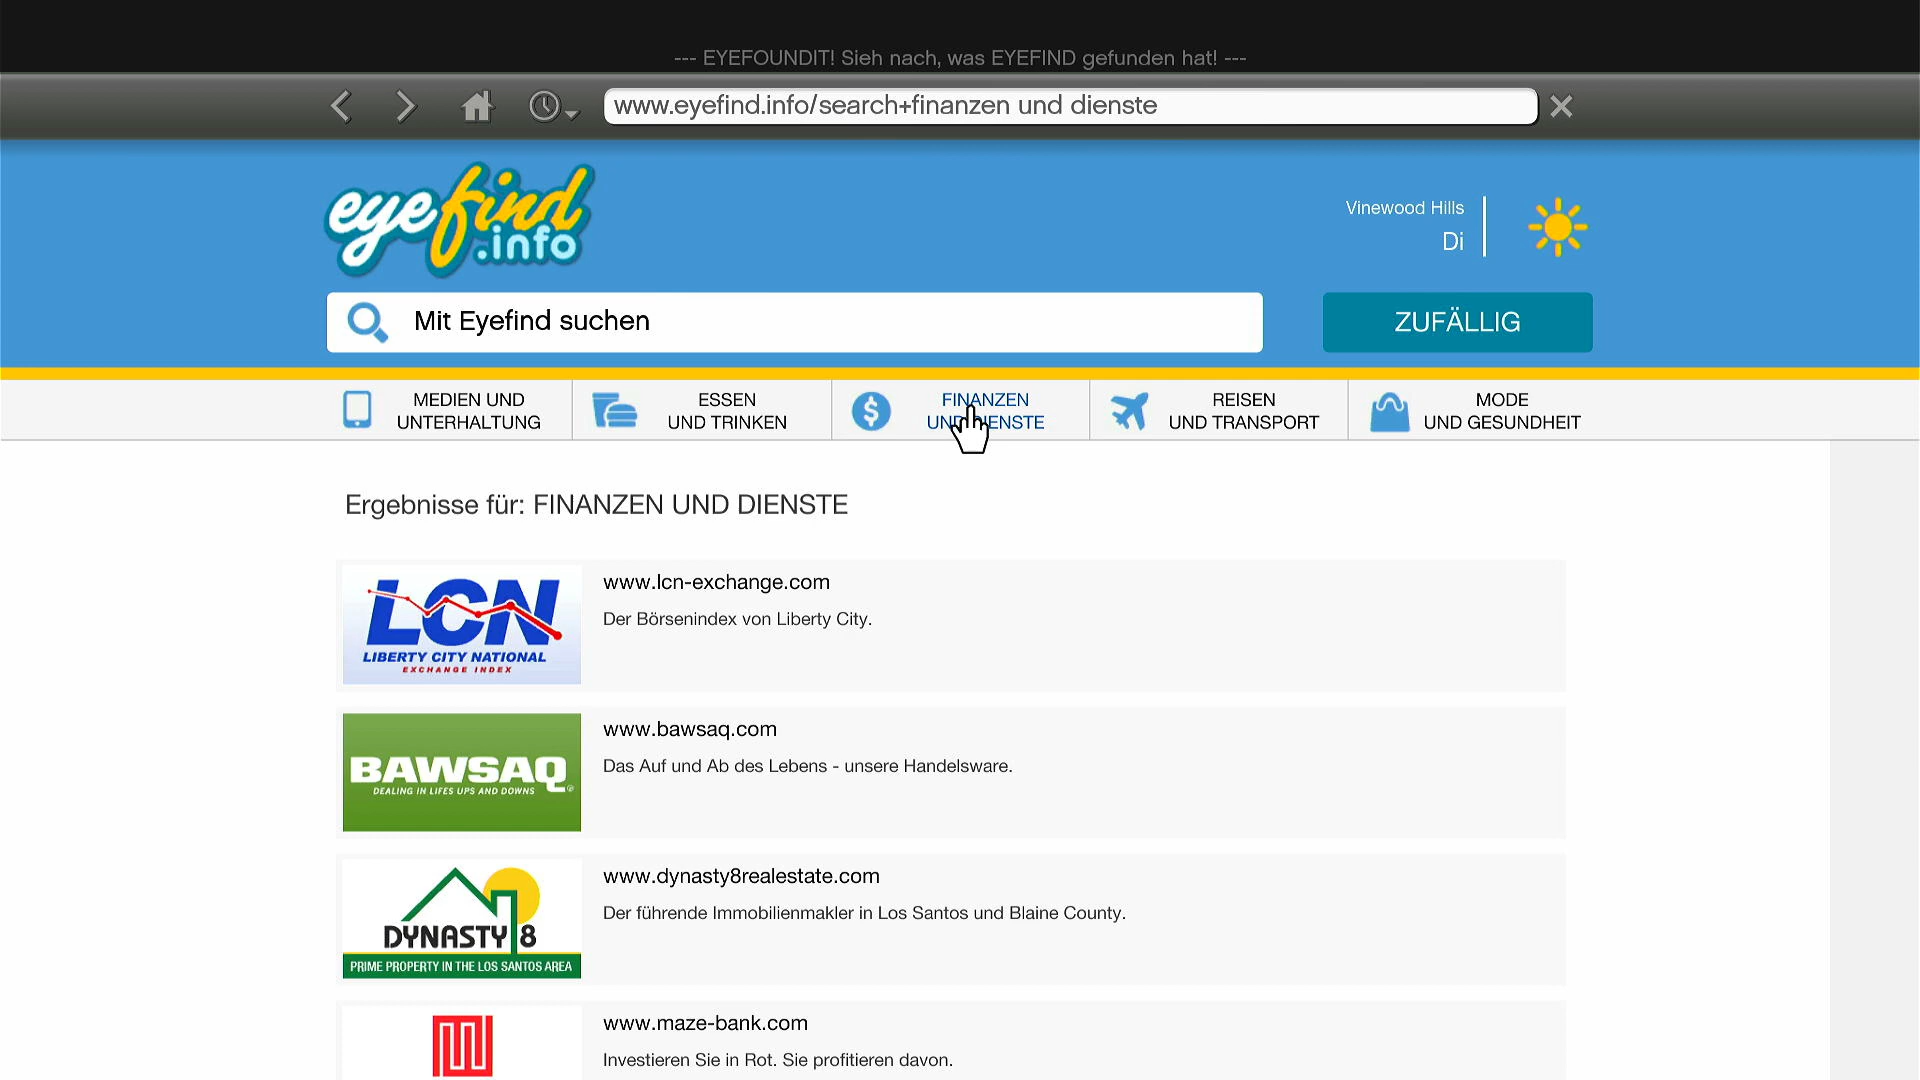 --- EYEFOUNDIT! Sieh nach, was EYEFIND gefunden hat! ---
www.eyefind.info/search+finanzen und dienste
eyefind
.info
Vinewood Hills
Di
Mit Eyefind suchen
ZUFÄLLIG
MEDIEN UND
UNTERHALTUNG
ESSEN
UND TRINKEN
FINANZEN
UND DIENSTE
REISEN
UND TRANSPORT
MODE
UND GESUNDHEIT
Ergebnisse für: FINANZEN UND DIENSTE
LCN
LIBERTY CITY NATIONAL
EXCHANGE INDEX
www.lcn-exchange.com
Der Börsenindex von Liberty City.
BAWSAQ®
DEALING IN LIFES UPS AND DOWNS
www.bawsaq.com
Das Auf und Ab des Lebens - unsere Handelsware.
DYNASTY 8
PRIME PROPERTY IN THE LOS SANTOS AREA
www.dynasty8realestate.com
Der führende Immobilienmakler in Los Santos und Blaine County.
www.maze-bank.com
Investieren Sie in Rot. Sie profitieren davon.